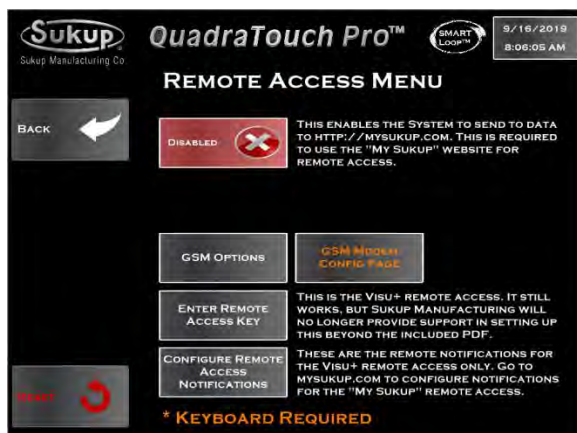 Sukup
Sukup Manufacturing Co.
QuadraTouch Pro™
SMART
LOOP™
9/16/2019
8:06:05 AM
REMOTE ACCESS MENU
BACK
DISABLED
THIS ENABLES THE SYSTEM TO SEND TO DATA
TO HTTP://MYSUKUP.COM. THIS IS REQUIRED
TO USE THE "MY SUKUP" WEBSITE FOR
REMOTE ACCESS.
GSM OPTIONS
GSM MODEM
CONFIG PAGE
ENTER REMOTE
ACCESS KEY
THIS IS THE VISU+ REMOTE ACCESS. IT STILL
WORKS, BUT SUKUP MANUFACTURING WILL
NO LONGER PROVIDE SUPPORT IN SETTING UP
THIS BEYOND THE INCLUDED PDF.
CONFIGURE REMOTE
ACCESS
NOTIFICATIONS
THESE ARE THE REMOTE NOTIFICATIONS FOR
THE VISU+ REMOTE ACCESS ONLY. GO TO
MYSUKUP.COM TO CONFIGURE NOTIFICATIONS
FOR THE "MY SUKUP" REMOTE ACCESS.
RESET
* KEYBOARD REQUIRED